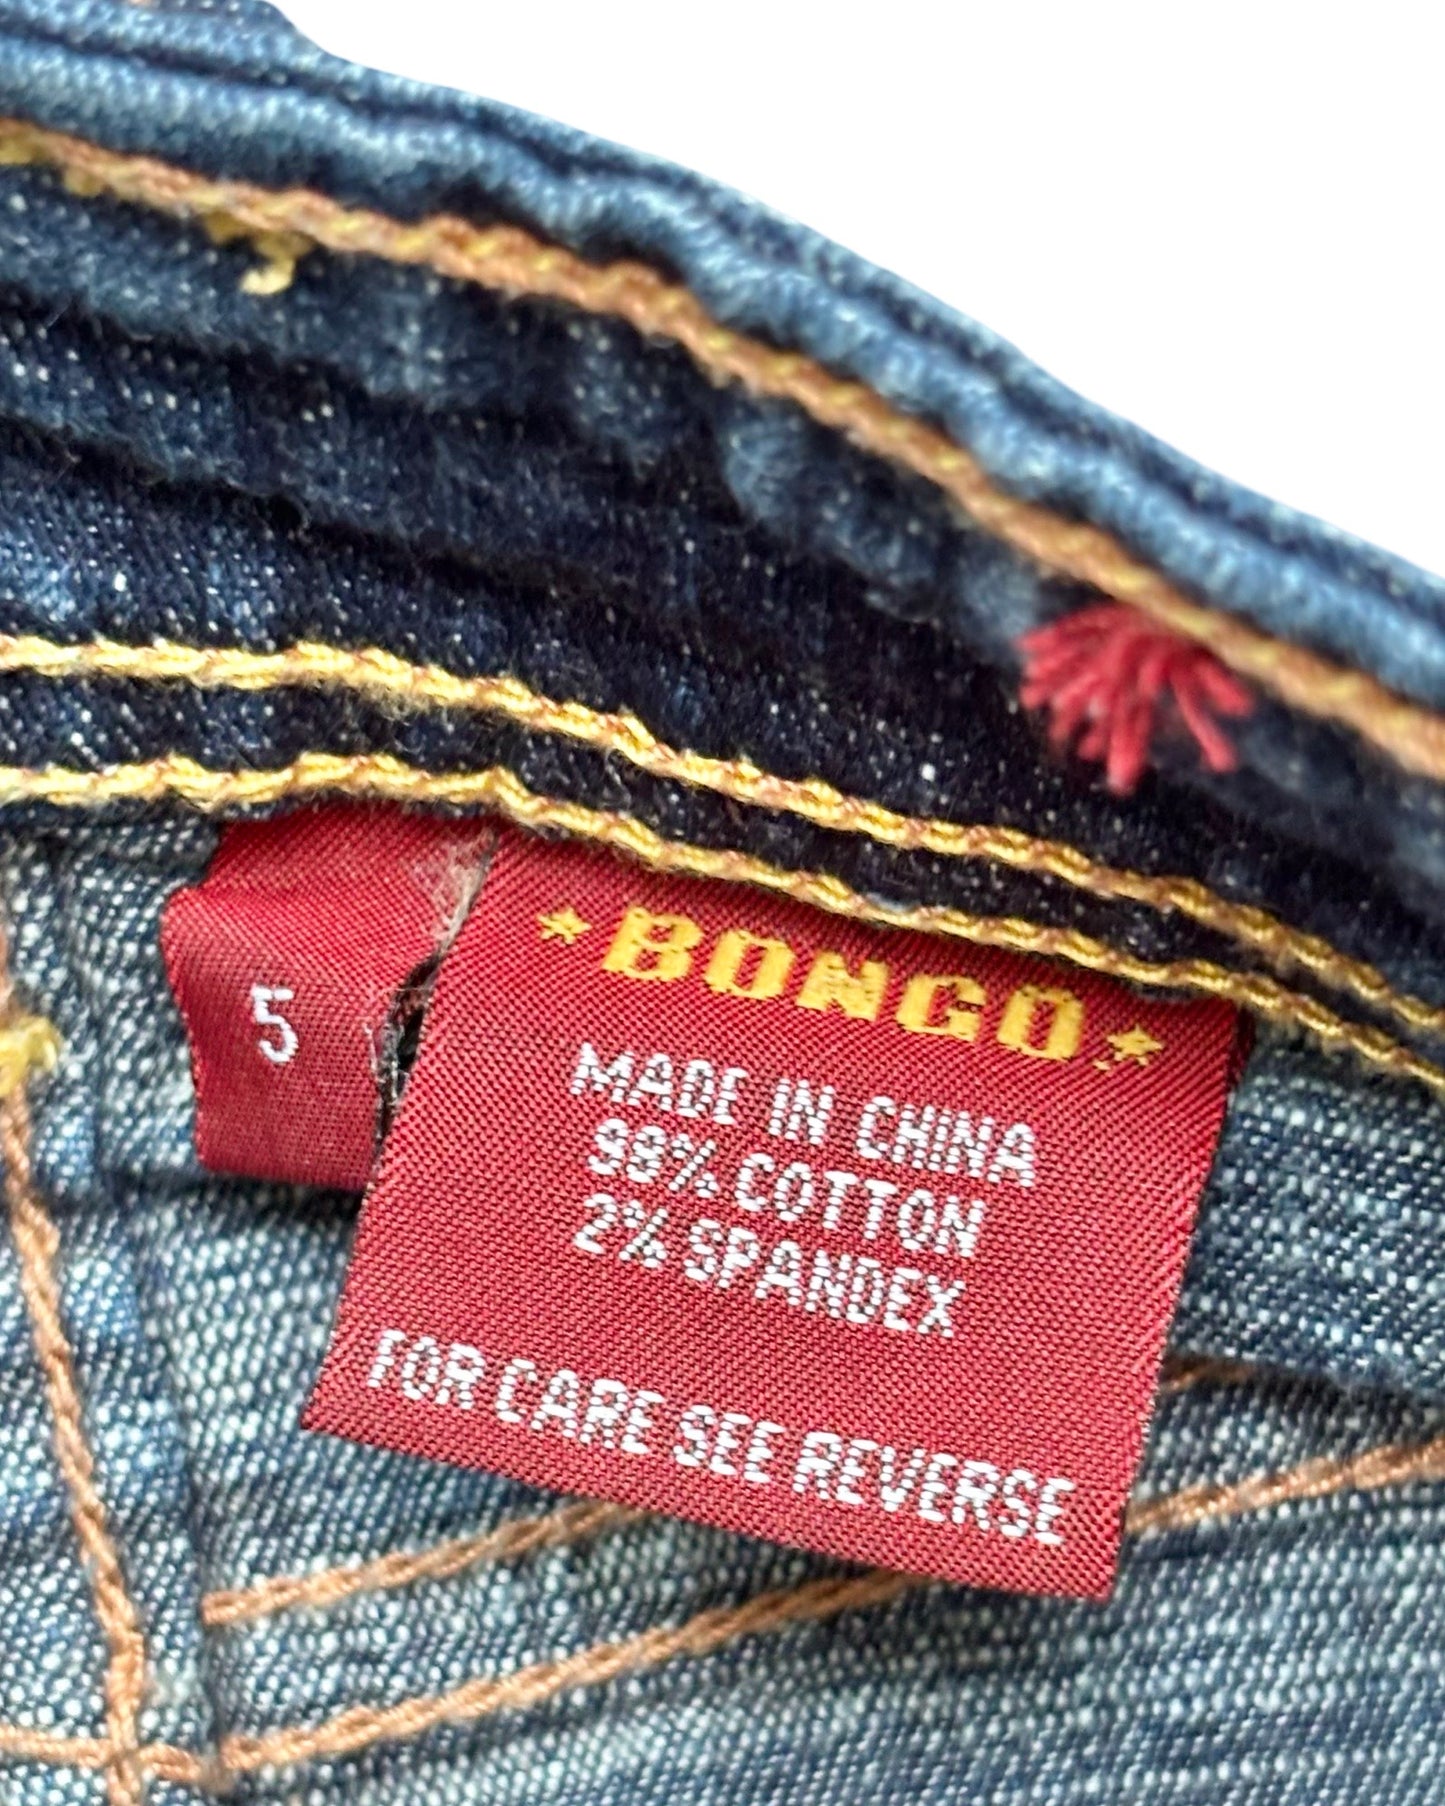 5
★BONGO★
MADE IN CHINA
98% COTTON
2% SPANDEX
FOR CARE SEE REVERSE